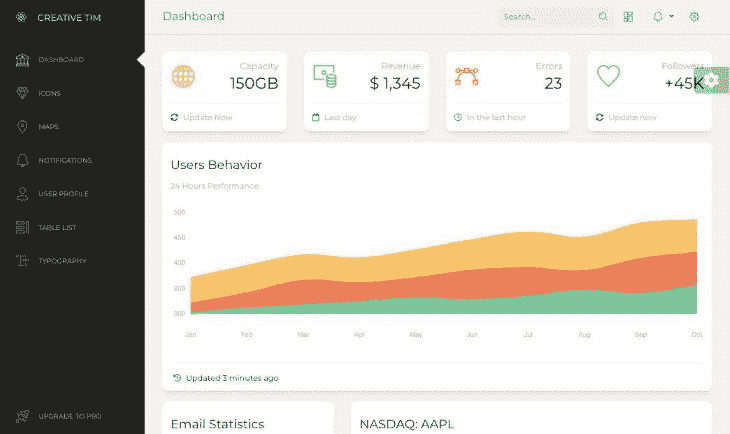 CREATIVE TIM
DASHBOARD
ICONS
MAPS
NOTIFICATIONS
USER PROFILE
TABLE LIST
TYPOGRAPHY
UPGRADE TO PRO
Dashboard
Search...
Capacity
150GB
Update Now
Revenue
$ 1,345
Last day
Errors
23
In the last hour
Followers
+45K
Update now
Users Behavior
24 Hours Performance
500
450
400
350
300
Jan Feb Mar Apr May Jun Jul Aug Sep Oct
Updated 3 minutes ago
Email Statistics
NASDAQ: AAPL